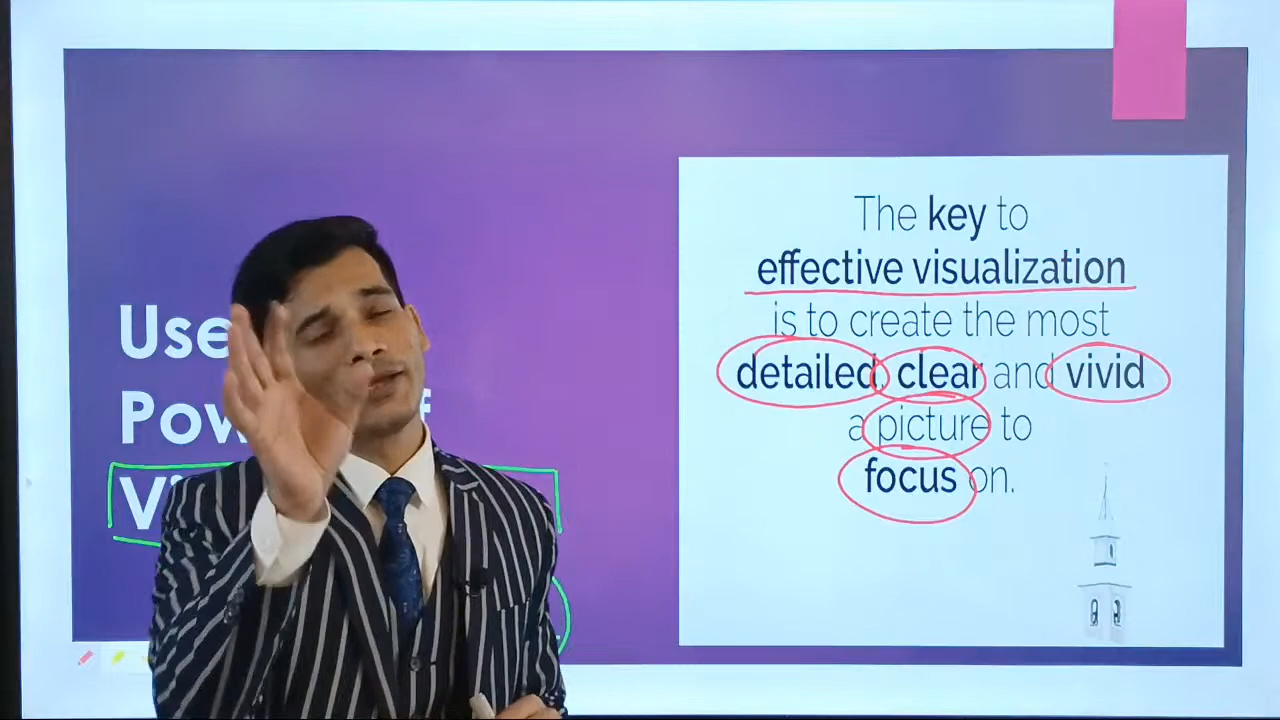 Use
The key to
effective visualization
is to create the most
detailed, clear and vivid
a picture to
focus on.